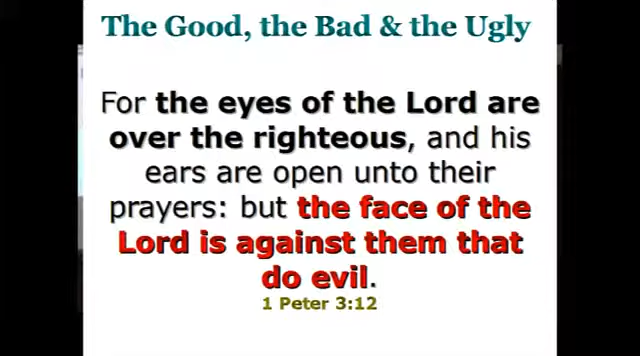 The Good, the Bad & the Ugly
For the eyes of the Lord are
over the righteous, and his
ears are open unto their
prayers: but the face of the
Lord is against them that
do evil.
1 Peter 3:12